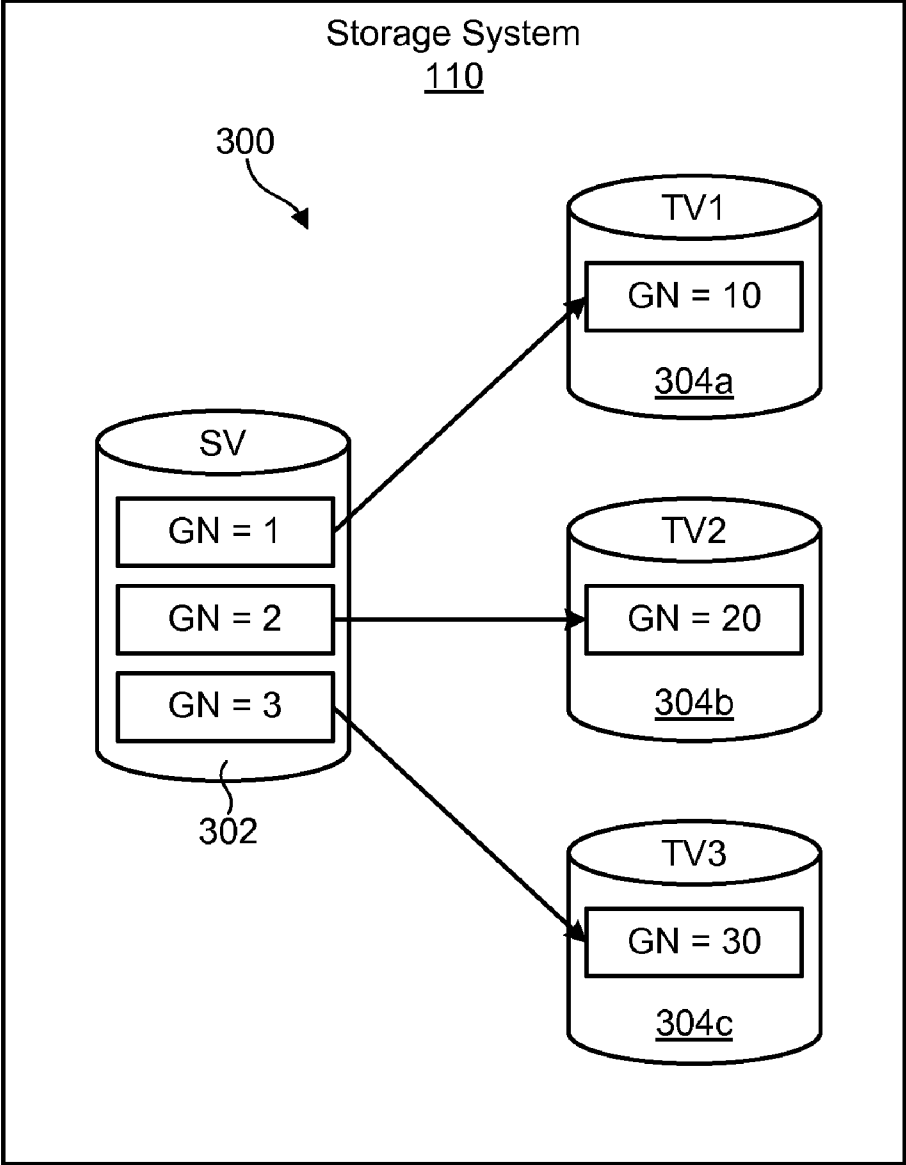 Storage System
110
300
TV1
GN = 10
304a
SV
GN = 1
GN = 2
GN = 3
302
TV2
GN = 20
304b
TV3
GN = 30
304c